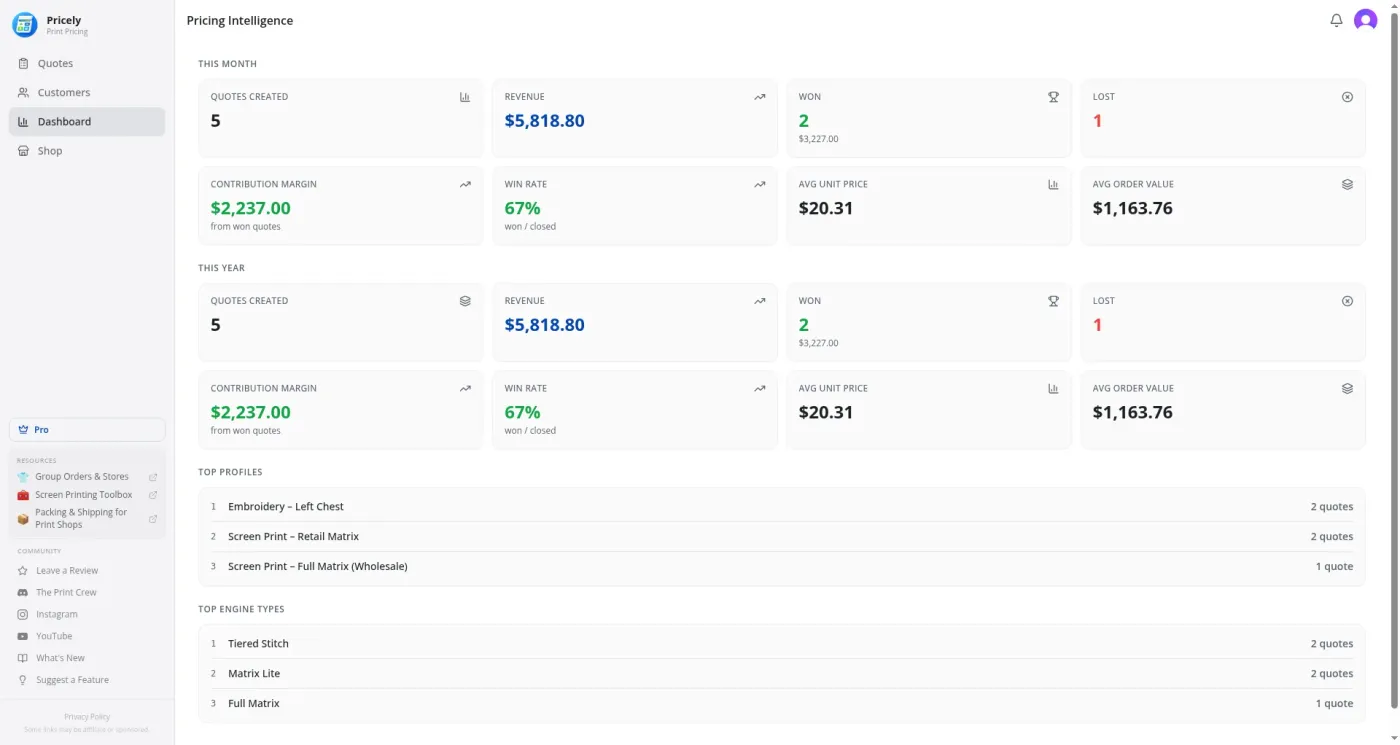 Pricely
Print Pricing
Quotes
Customers
Dashboard
Shop
Pro
RESOURCES
Group Orders & Stores
Screen Printing Toolbox
Packing & Shipping for
Print Shops
COMMUNITY
Leave a Review
The Print Crew
Instagram
YouTube
What's New
Suggest a Feature
Privacy Policy
Some links may be affiliate or sponsored.
Pricing Intelligence
THIS MONTH
QUOTES CREATED
5
REVENUE
$5,818.80
WON
2
$3,227.00
LOST
1
CONTRIBUTION MARGIN
$2,237.00
from won quotes
WIN RATE
67%
won / closed
AVG UNIT PRICE
$20.31
AVG ORDER VALUE
$1,163.76
THIS YEAR
QUOTES CREATED
5
REVENUE
$5,818.80
WON
2
$3,227.00
LOST
1
CONTRIBUTION MARGIN
$2,237.00
from won quotes
WIN RATE
67%
won / closed
AVG UNIT PRICE
$20.31
AVG ORDER VALUE
$1,163.76
TOP PROFILES
1 Embroidery – Left Chest 2 quotes
2 Screen Print – Retail Matrix 2 quotes
3 Screen Print – Full Matrix (Wholesale) 1 quote
TOP ENGINE TYPES
1 Tiered Stitch 2 quotes
2 Matrix Lite 2 quotes
3 Full Matrix 1 quote